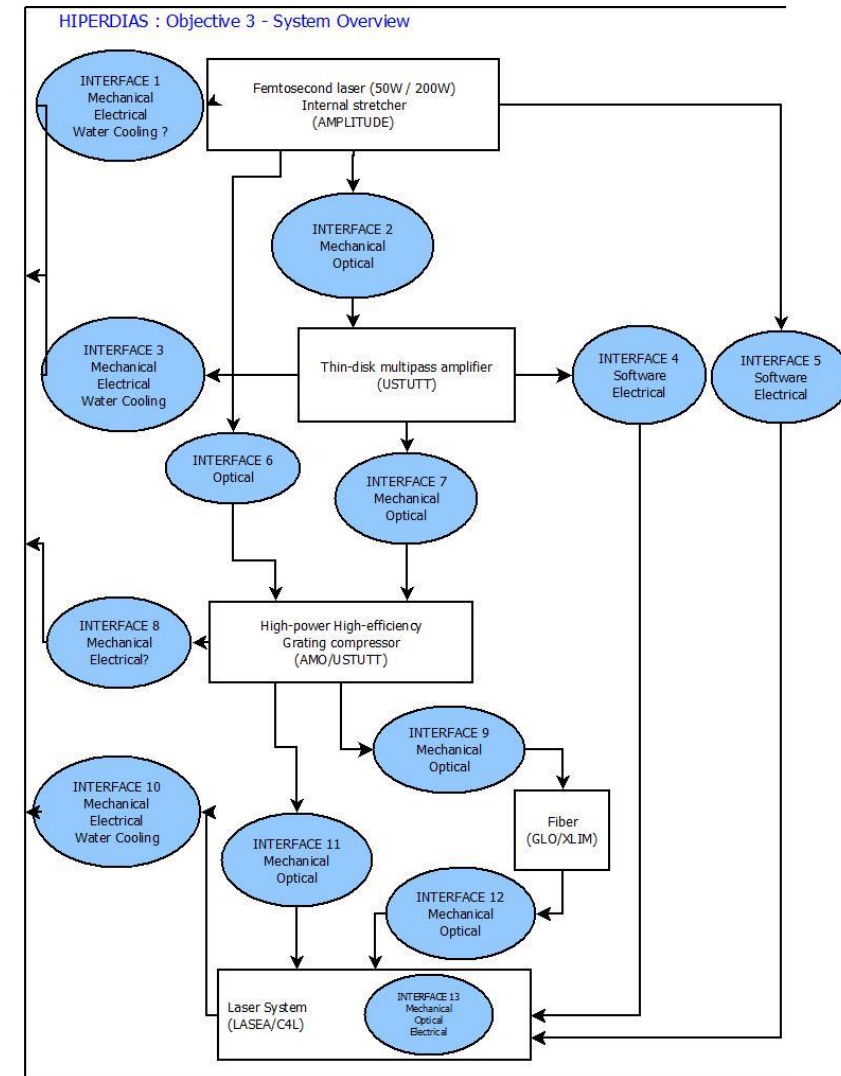 HIPERDIAS : Objective 3 - System Overview
INTERFACE 1
Mechanical
Electrical
Water Cooling ?
Femtosecond laser (50W / 200W)
Internal stretcher
(AMPLITUDE)
INTERFACE 2
Mechanical
Optical
INTERFACE 3
Mechanical
Electrical
Water Cooling
Thin-disk multipass amplifier
(USTUTT)
INTERFACE 4
Software
Electrical
INTERFACE 5
Software
Electrical
INTERFACE 6
Optical
INTERFACE 7
Mechanical
Optical
INTERFACE 8
Mechanical
Electrical?
High-power High-efficiency
Grating compressor
(AMO/USTUTT)
INTERFACE 9
Mechanical
Optical
INTERFACE 10
Mechanical
Electrical
Water Cooling
Fiber
(GLO/XLIM)
INTERFACE 11
Mechanical
Optical
INTERFACE 12
Mechanical
Optical
Laser System
(LASEA/C4L)
INTERFACE 13
Mechanical
Optical
Electrical